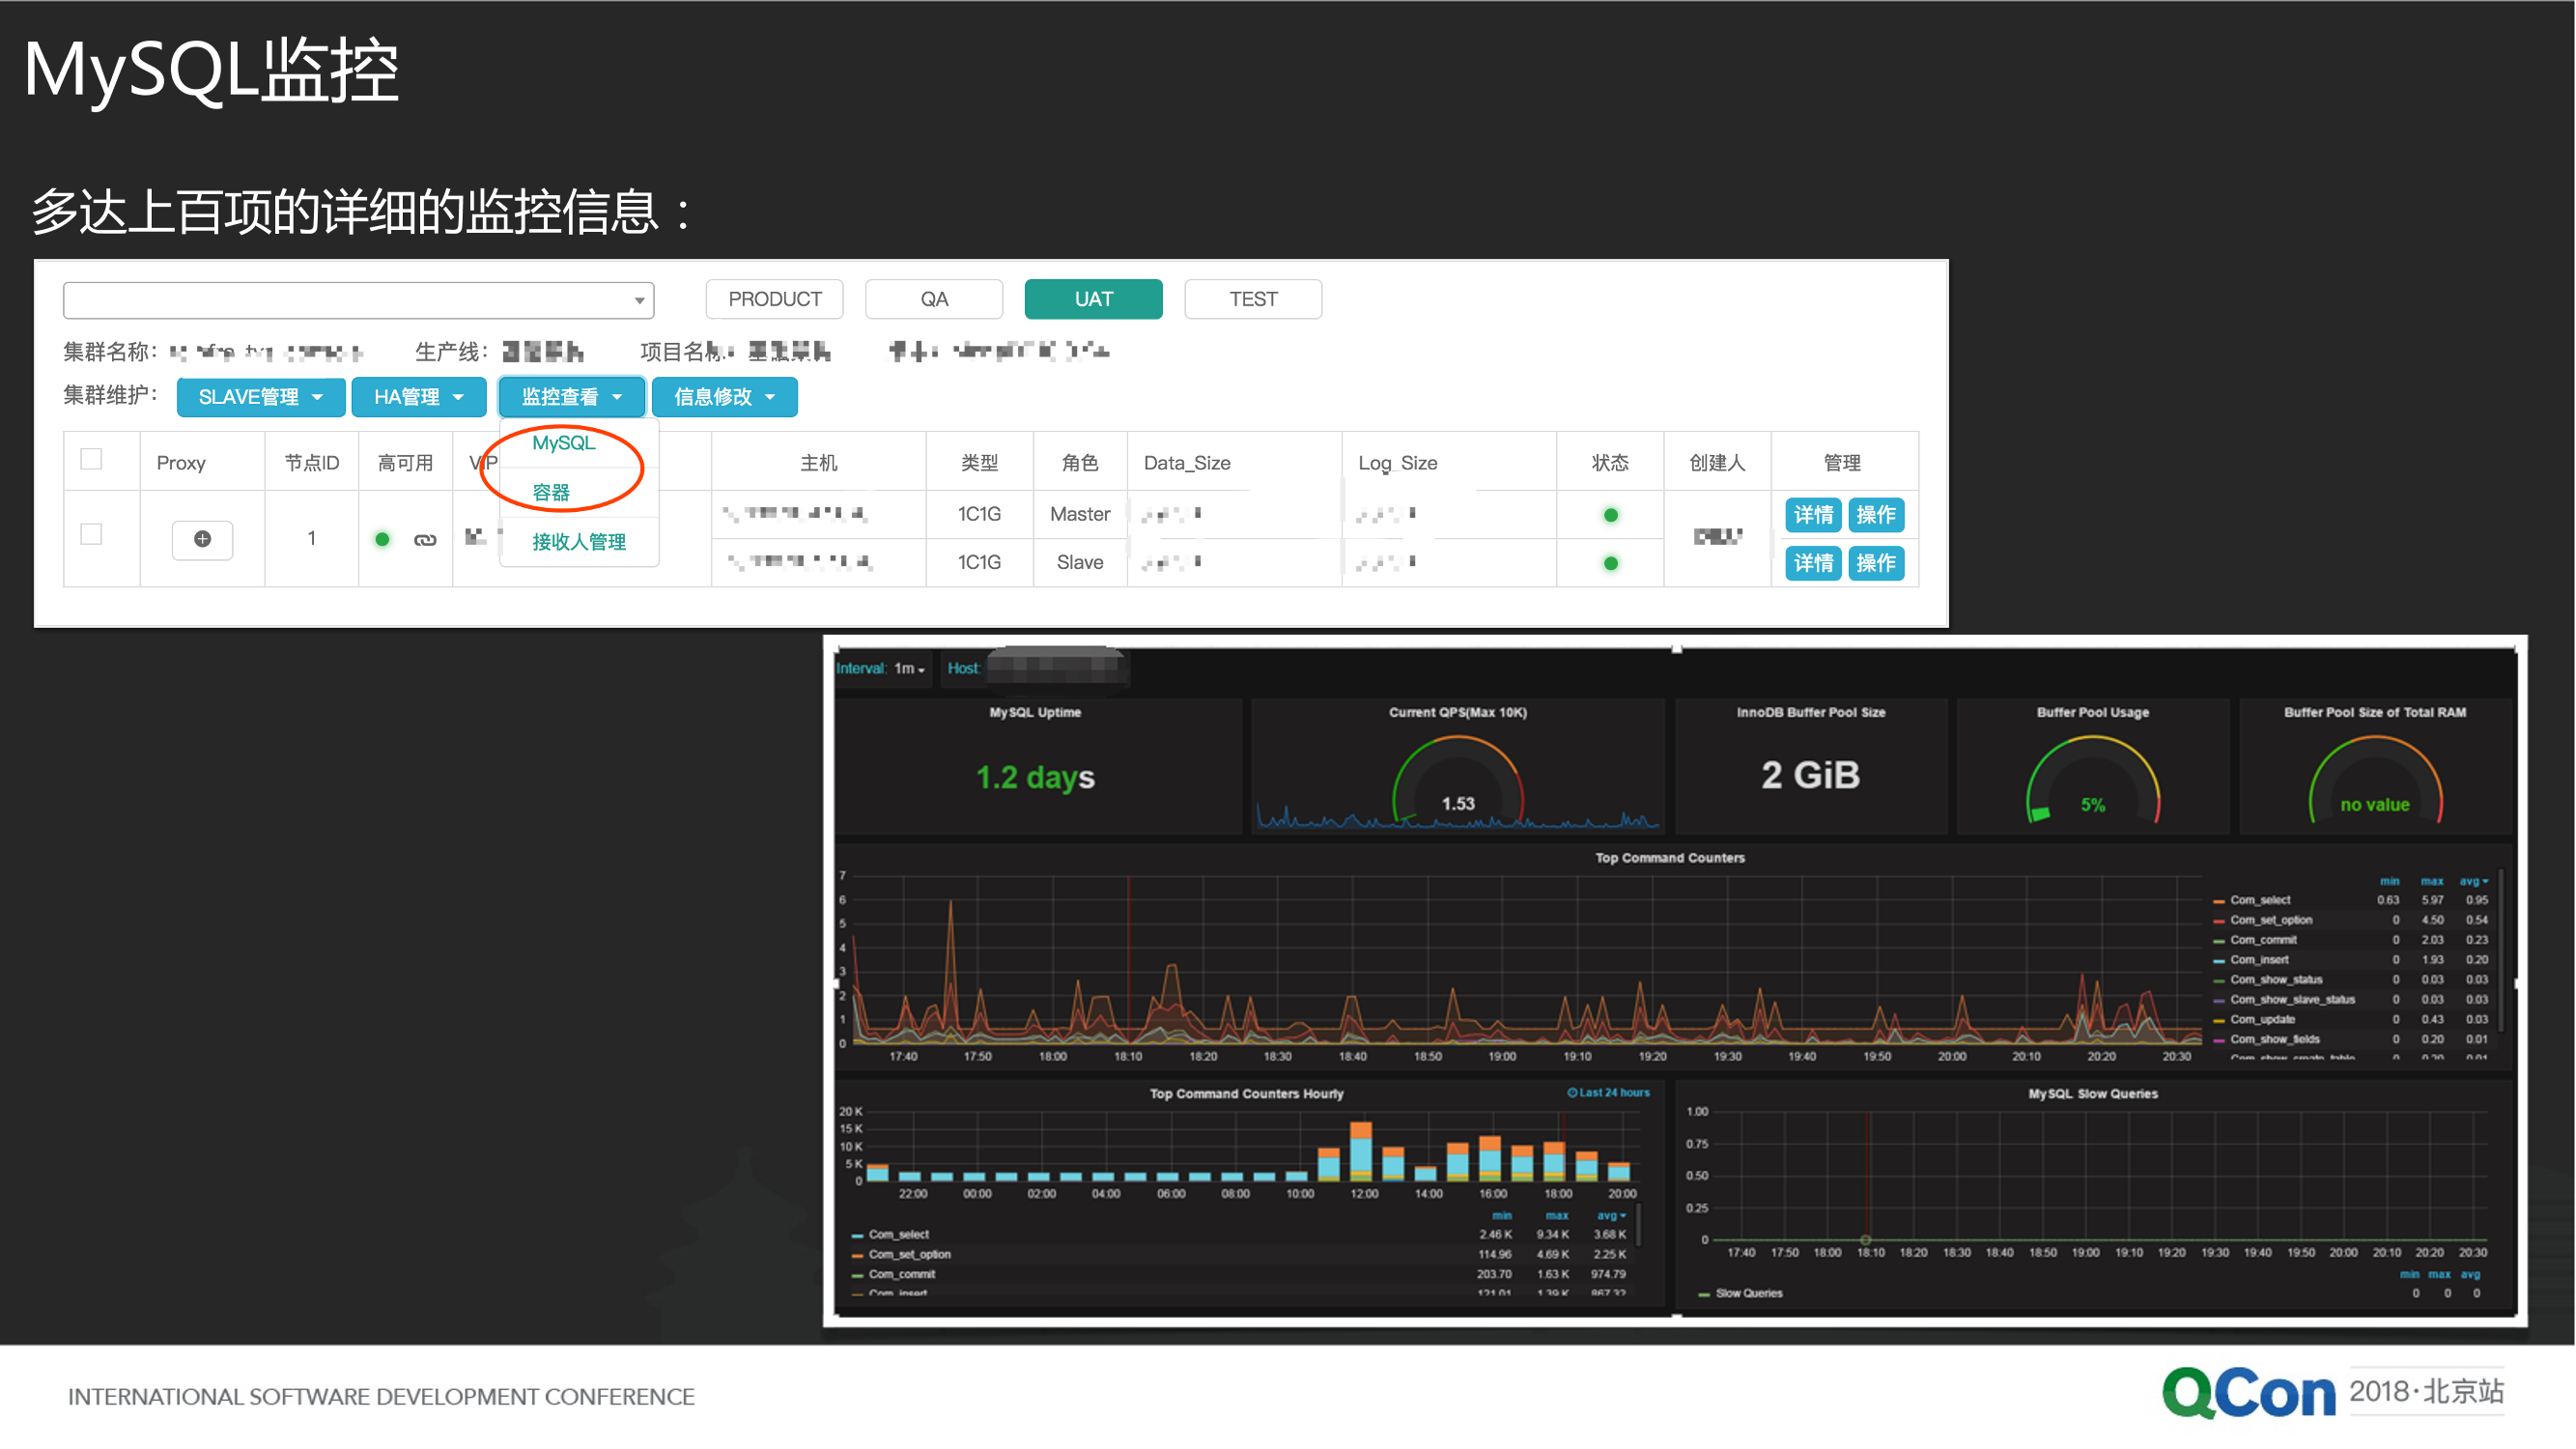 MySQL监控
多达上百项的详细的监控信息：
PRODUCT QA UAT TEST
集群名称： 生产线： 项目名称
集群维护： SLAVE管理 HA管理 监控查看 信息修改
MySQL
容器
接收人管理
Proxy 节点ID 高可用 VIP 主机 类型 角色 Data_Size Log_Size 状态 创建人 管理
1 1C1G Master 详情 操作
1C1G Slave 详情 操作
Interval: 1m Host:
MySQL Uptime Current QPS(Max 10K) InnoDB Buffer Pool Size Buffer Pool Usage Buffer Pool Size of Total RAM
1.2 days 1.53 2 GiB 5% no value
Top Command Counters
7
6
5
4
3
2
1
0
17:40 17:50 18:00 18:10 18:20 18:30 18:40 18:50 19:00 19:10 19:20 19:30 19:40 19:50 20:00 20:10 20:20 20:30
min max avg
Com_select 0.63 5.97 0.95
Com_set_option 0 4.50 0.54
Com_commit 0 2.03 0.23
Com_insert 0 1.93 0.20
Com_show_status 0 0.03 0.03
Com_show_slave_status 0 0.03 0.03
Com_update 0 0.43 0.03
Com_show_fields 0 0.20 0.01
Com_show_create_table 0 0.20 0.01
Top Command Counters Hourly Last 24 hours
20 K
15 K
10 K
5 K
0
22:00 00:00 02:00 04:00 06:00 08:00 10:00 12:00 14:00 16:00 18:00 20:00
min max avg
Com_select 2.46 K 9.34 K 3.68 K
Com_set_option 114.96 4.69 K 2.25 K
Com_commit 203.70 1.63 K 974.79
Com_insert 121.01 1.39 K 867.32
MySQL Slow Queries
1.00
0.75
0.50
0.25
0
17:40 17:50 18:00 18:10 18:20 18:30 18:40 18:50 19:00 19:10 19:20 19:30 19:40 19:50 20:00 20:10 20:20 20:30
min max avg
Slow Queries 0 0 0
INTERNATIONAL SOFTWARE DEVELOPMENT CONFERENCE
QCon 2018·北京站